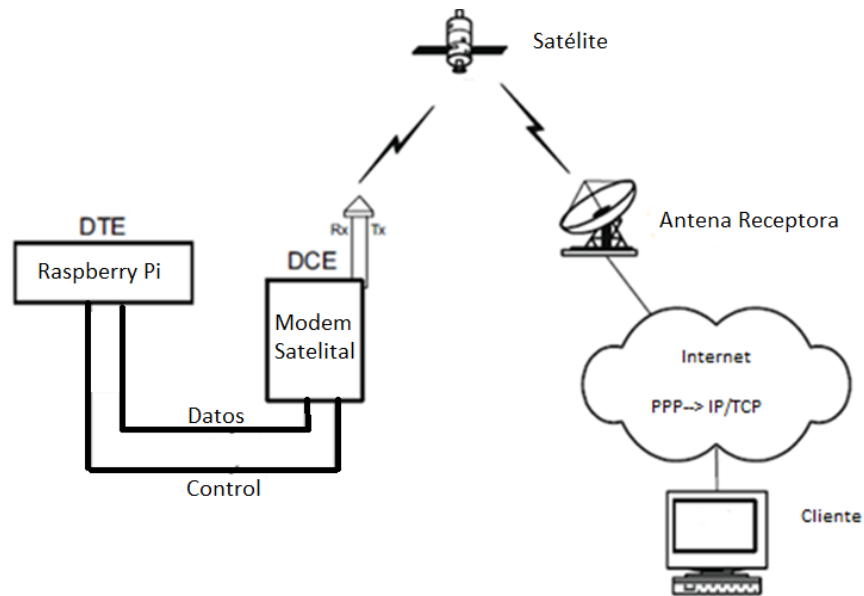 Satélite
Antena Receptora
DTE
Raspberry Pi
Rx Tx
DCE
Modem
Satelital
Datos
Control
Internet
PPP--> IP/TCP
Cliente